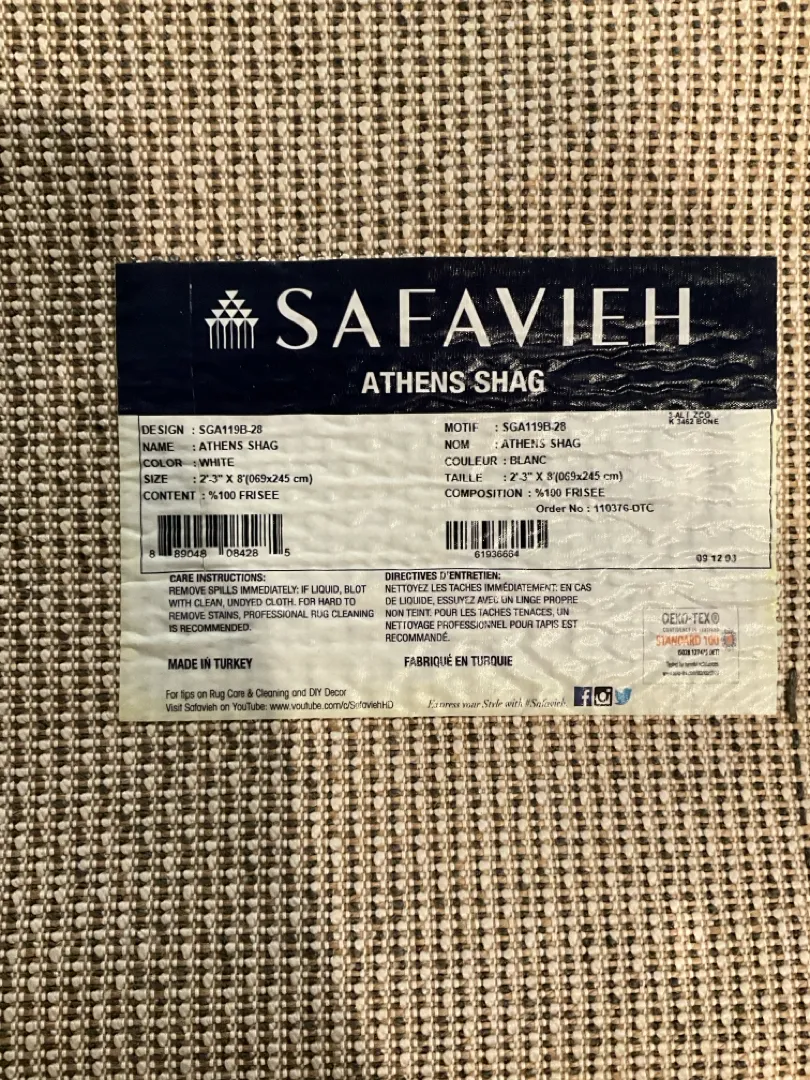 SAFAVIEH
ATHENS SHAG
DESIGN : SGA119B-28
NAME : ATHENS SHAG
COLOR : WHITE
SIZE : 2'-3" X 8'(069x245 cm)
CONTENT : %100 FRISEE
MOTIF : SGA119B-28
NOM : ATHENS SHAG
COULEUR : BLANC
TAILLE : 2'-3" X 8'(069x245 cm)
COMPOSITION : %100 FRISEE
Order No : 110376-DTC
K 3462 BONE
8 89048 08428 5
61936664
CARE INSTRUCTIONS:
REMOVE SPILLS IMMEDIATELY; IF LIQUID, BLOT
WITH CLEAN, UNDYED CLOTH. FOR HARD TO
REMOVE STAINS, PROFESSIONAL RUG CLEANING
IS RECOMMENDED.
DIRECTIVES D'ENTRETIEN:
NETTOYEZ LES TACHES IMMÉDIATEMENT: EN CAS
DE LIQUIDE, ESSUYEZ AVEC UN LINGE PROPRE
NON TEINT. POUR LES TACHES TENACES, UN
NETTOYAGE PROFESSIONNEL POUR TAPIS EST
RECOMMANDÉ.
MADE IN TURKEY
FABRIQUÉ EN TURQUIE
OEKO-TEX®
STANDARD 100
For tips on Rug Care & Cleaning and DIY Decor
Visit Safavieh on YouTube: www.youtube.com/c/SafaviehHD
Express your Style with #Safavieh.